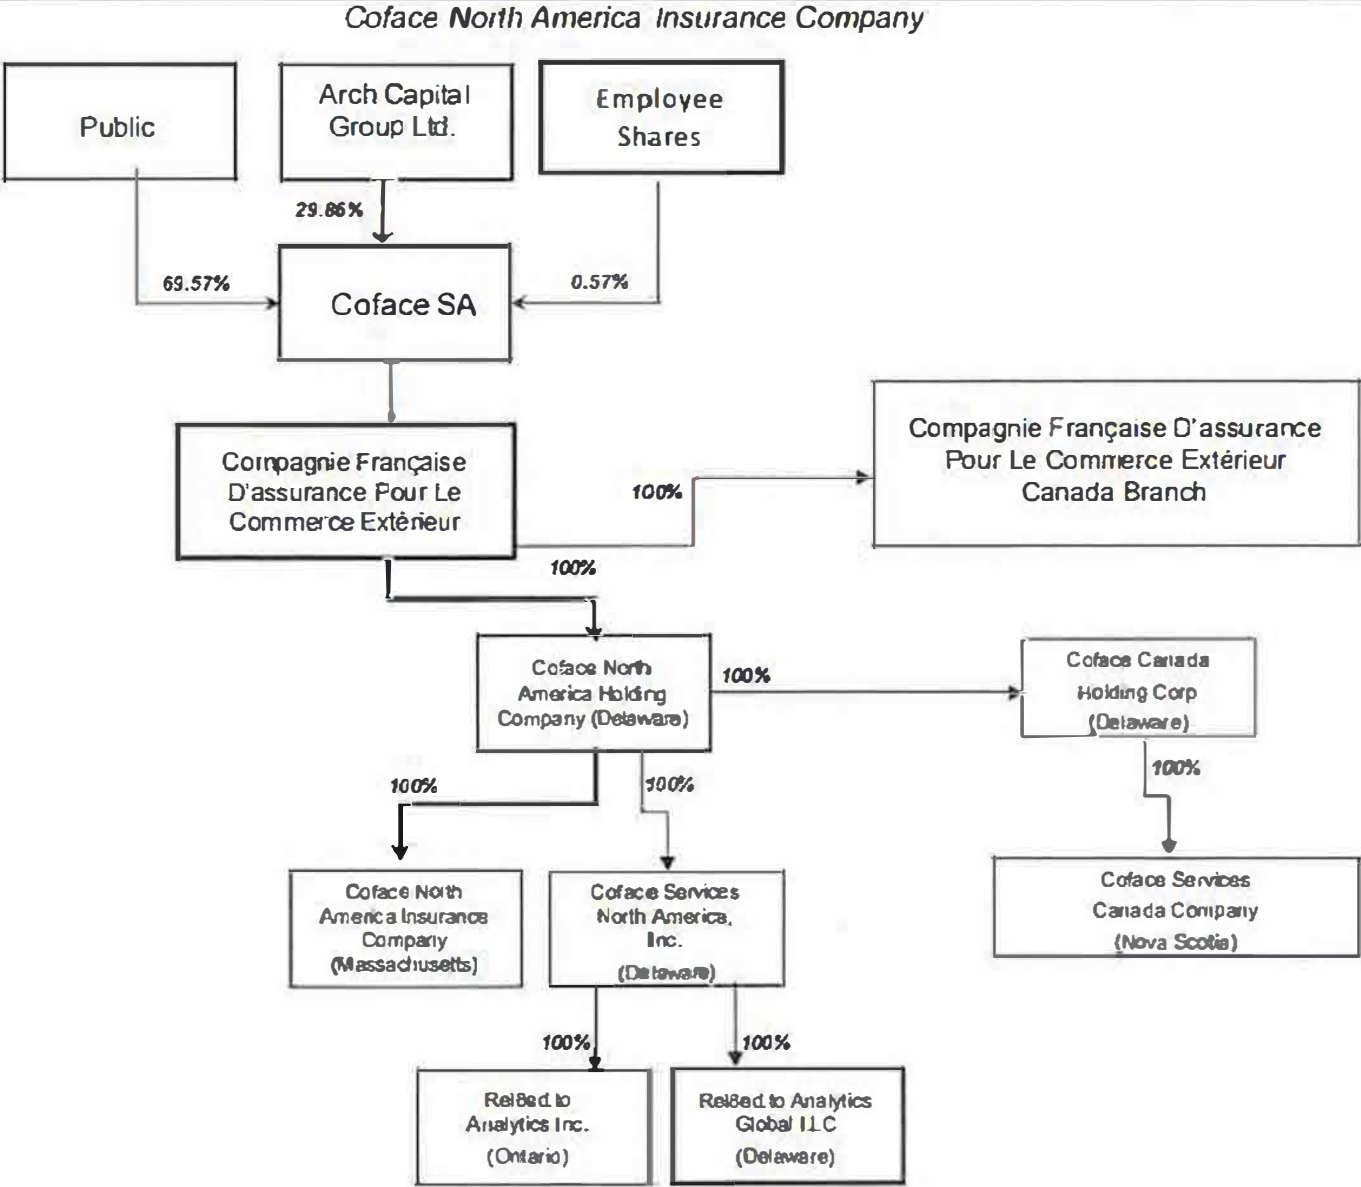 Coface North America Insurance Company
Public
Arch Capital
Group Ltd.
Employee
Shares
29.86%
69.57%
0.57%
Coface SA
Compagnie Française
D'assurance Pour Le
Commerce Extérieur
100%
Compagnie Française D'assurance
Pour Le Commerce Extérieur
Canada Branch
100%
Coface North
America Holding
Company (Delaware)
100%
Coface Canada
Holding Corp
(Delaware)
100%
100%
100%
Coface North
America Insurance
Company
(Massachusetts)
Coface Services
North America,
Inc.
(Delaware)
Coface Services
Canada Company
(Nova Scotia)
100%
100%
Rel8ed.to
Analytics Inc.
(Ontario)
Rel8ed.to Analytics
Global LLC
(Delaware)